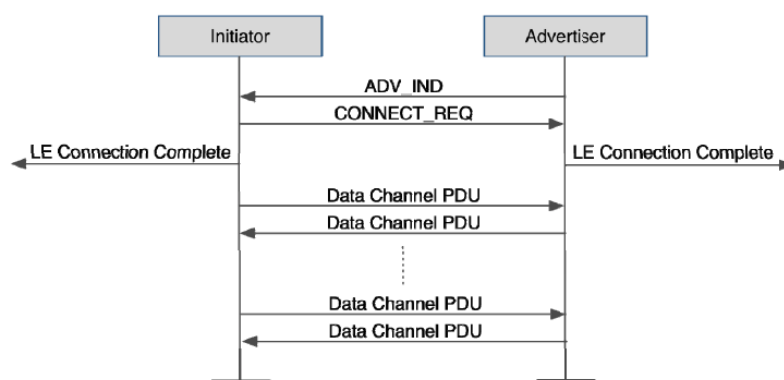 Initiator
Advertiser
ADV_IND
CONNECT_REQ
LE Connection Complete
LE Connection Complete
Data Channel PDU
Data Channel PDU
Data Channel PDU
Data Channel PDU